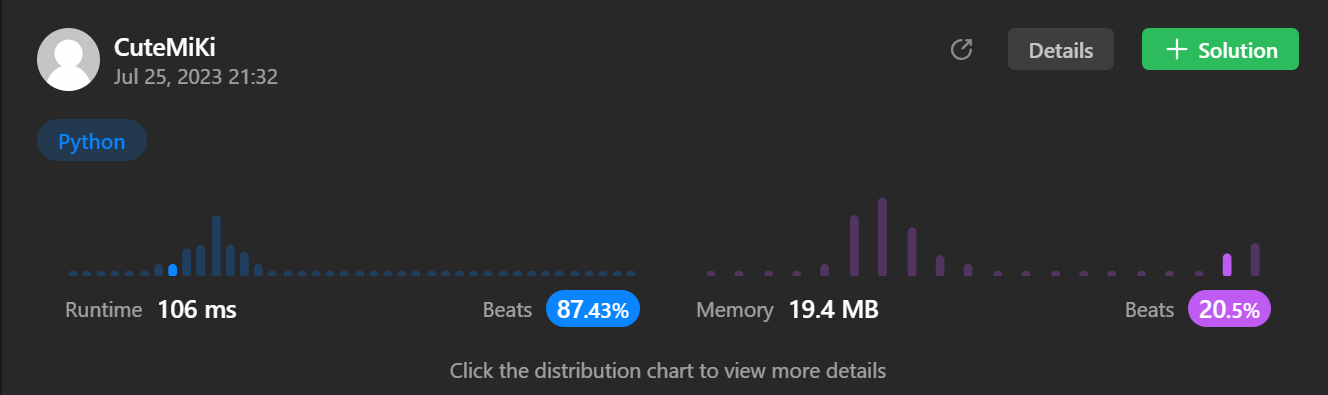 CuteMiKi
Jul 25, 2023 21:32
Details
+ Solution
Python
Runtime 106 ms Beats 87.43%
Memory 19.4 MB Beats 20.5%
Click the distribution chart to view more details